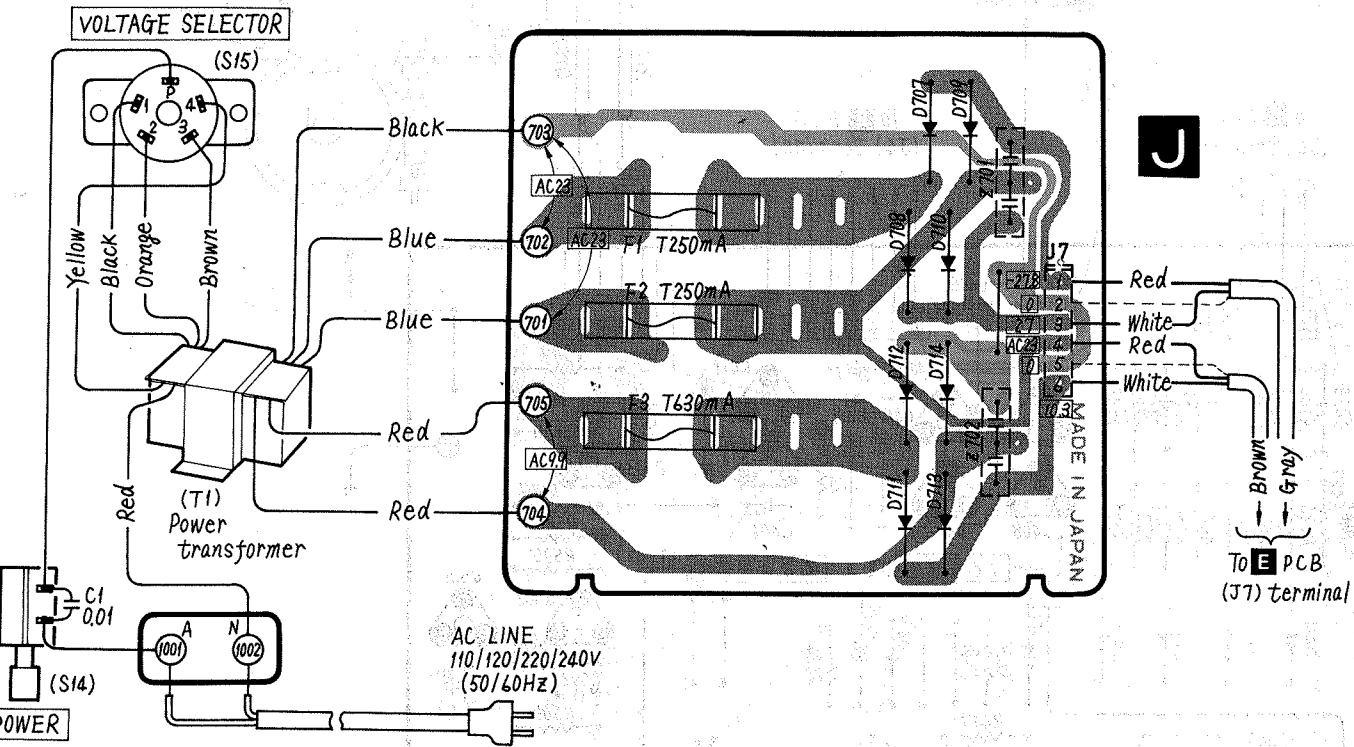 VOLTAGE SELECTOR
(S15)
P
1
4
2
3
Yellow
Black
Orange
Brown
Black
Blue
Blue
Red
Red
Red
(T1)
Power
transformer
C1
0.01
(S14)
POWER
A
N
1001
1002
AC LINE
110/120/220/240V
(50/60Hz)
703
AC23
702
AC23
701
705
AC9.9
704
F1 T250mA
F2 T250mA
F3 T630mA
D707
D709
D708
D710
D712
D714
D711
D713
Z701
Z702
J7
-27.8
1
0
2
27
3
AC23
4
0
5
6
10.3
MADE IN JAPAN
J
Red
White
Red
White
Brown
Gray
To E PCB
(J7) terminal